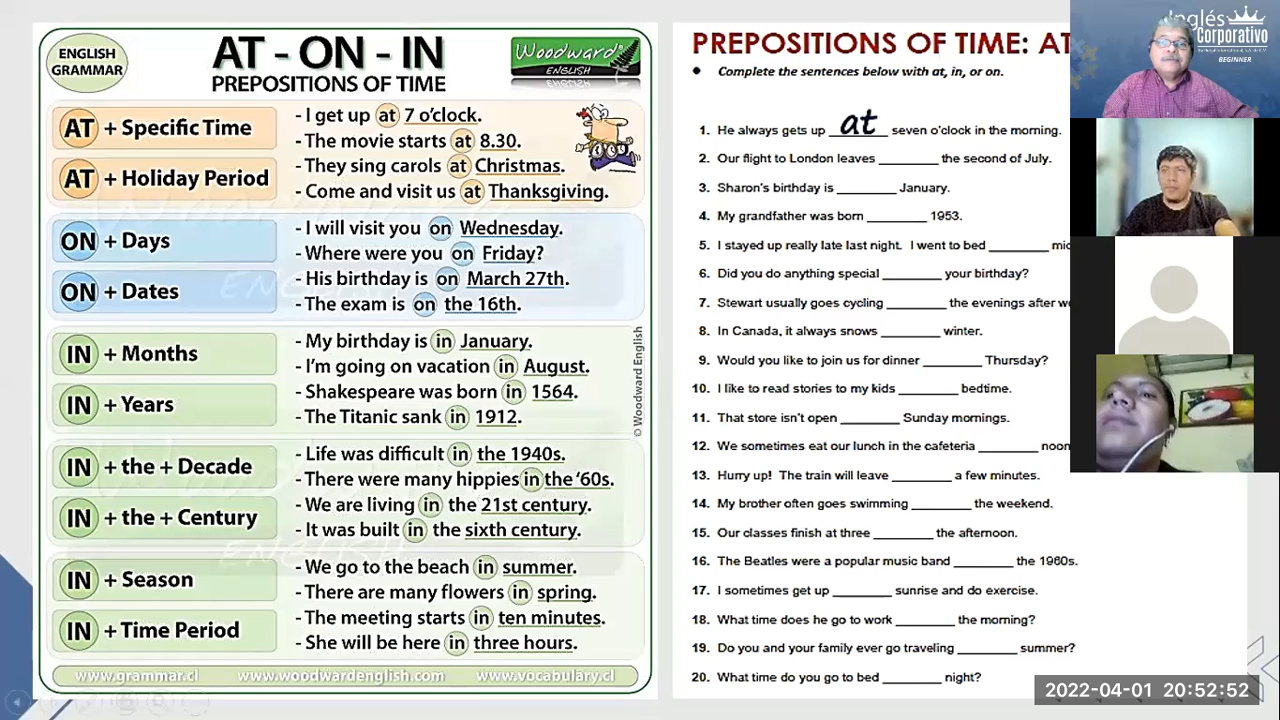 ENGLISH
GRAMMAR
AT - ON - IN
PREPOSITIONS OF TIME
Woodward
ENGLISH
AT + Specific Time
AT + Holiday Period
- I get up at 7 o'clock.
- The movie starts at 8.30.
- They sing carols at Christmas.
- Come and visit us at Thanksgiving.
ON + Days
ON + Dates
- I will visit you on Wednesday.
- Where were you on Friday?
- His birthday is on March 27th.
- The exam is on the 16th.
IN + Months
IN + Years
- My birthday is in January.
- I'm going on vacation in August.
- Shakespeare was born in 1564.
- The Titanic sank in 1912.
IN + the + Decade
IN + the + Century
- Life was difficult in the 1940s.
- There were many hippies in the '60s.
- We are living in the 21st century.
- It was built in the sixth century.
IN + Season
IN + Time Period
- We go to the beach in summer.
- There are many flowers in spring.
- The meeting starts in ten minutes.
- She will be here in three hours.
© Woodward English
www.grammar.cl www.woodwardenglish.com www.vocabulary.cl
PREPOSITIONS OF TIME: AT
• Complete the sentences below with at, in, or on.
1. He always gets up at seven o'clock in the morning.
2. Our flight to London leaves ________ the second of July.
3. Sharon's birthday is ________ January.
4. My grandfather was born ________ 1953.
5. I stayed up really late last night. I went to bed ________ mic
6. Did you do anything special ________ your birthday?
7. Stewart usually goes cycling ________ the evenings after w
8. In Canada, it always snows ________ winter.
9. Would you like to join us for dinner ________ Thursday?
10. I like to read stories to my kids ________ bedtime.
11. That store isn't open ________ Sunday mornings.
12. We sometimes eat our lunch in the cafeteria ________ noon
13. Hurry up! The train will leave ________ a few minutes.
14. My brother often goes swimming ________ the weekend.
15. Our classes finish at three ________ the afternoon.
16. The Beatles were a popular music band ________ the 1960s.
17. I sometimes get up ________ sunrise and do exercise.
18. What time does he go to work ________ the morning?
19. Do you and your family ever go traveling ________ summer?
20. What time do you go to bed ________ night?
Inglés
Corporativo
BEGINNER
2022-04-01 20:52:52